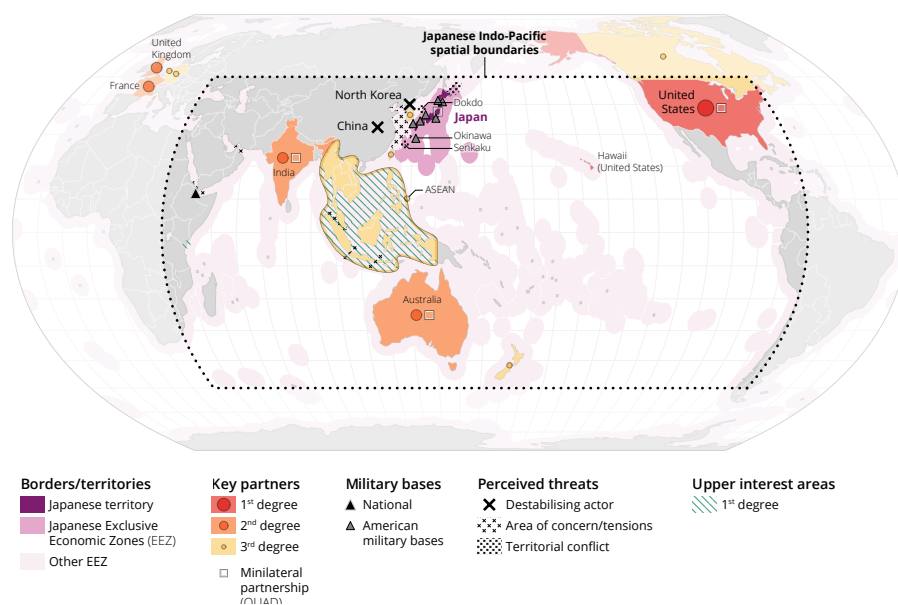 Japanese Indo-Pacific
spatial boundaries
United
Kingdom
France
North Korea
China
Dokdo
Japan
Okinawa
Senkaku
United
States
Hawaii
(United States)
India
ASEAN
Australia
Borders/territories
Japanese territory
Japanese Exclusive
Economic Zones (EEZ)
Other EEZ
Key partners
1st degree
2nd degree
3rd degree
Minilateral
partnership
(QUAD)
Military bases
National
American
military bases
Perceived threats
Destabilising actor
Area of concern/tensions
Territorial conflict
Upper interest areas
1st degree